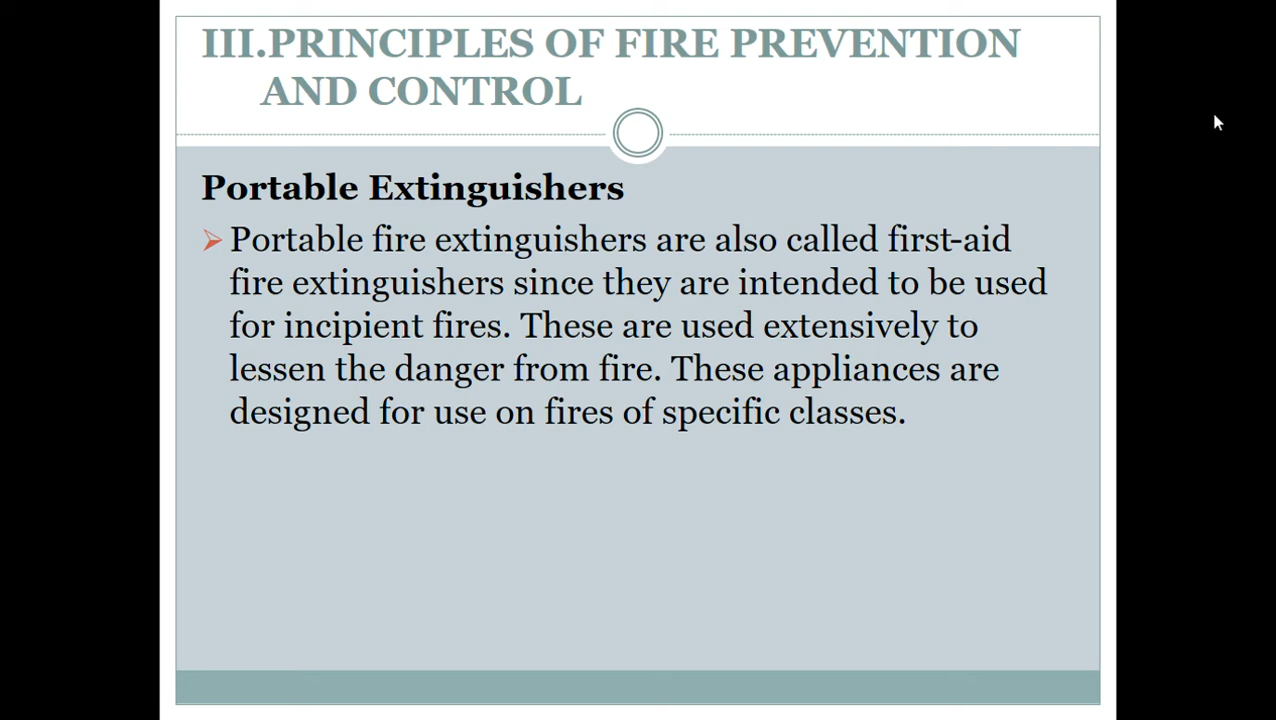 III.PRINCIPLES OF FIRE PREVENTION
AND CONTROL
Portable Extinguishers
Portable fire extinguishers are also called first-aid
fire extinguishers since they are intended to be used
for incipient fires. These are used extensively to
lessen the danger from fire. These appliances are
designed for use on fires of specific classes.